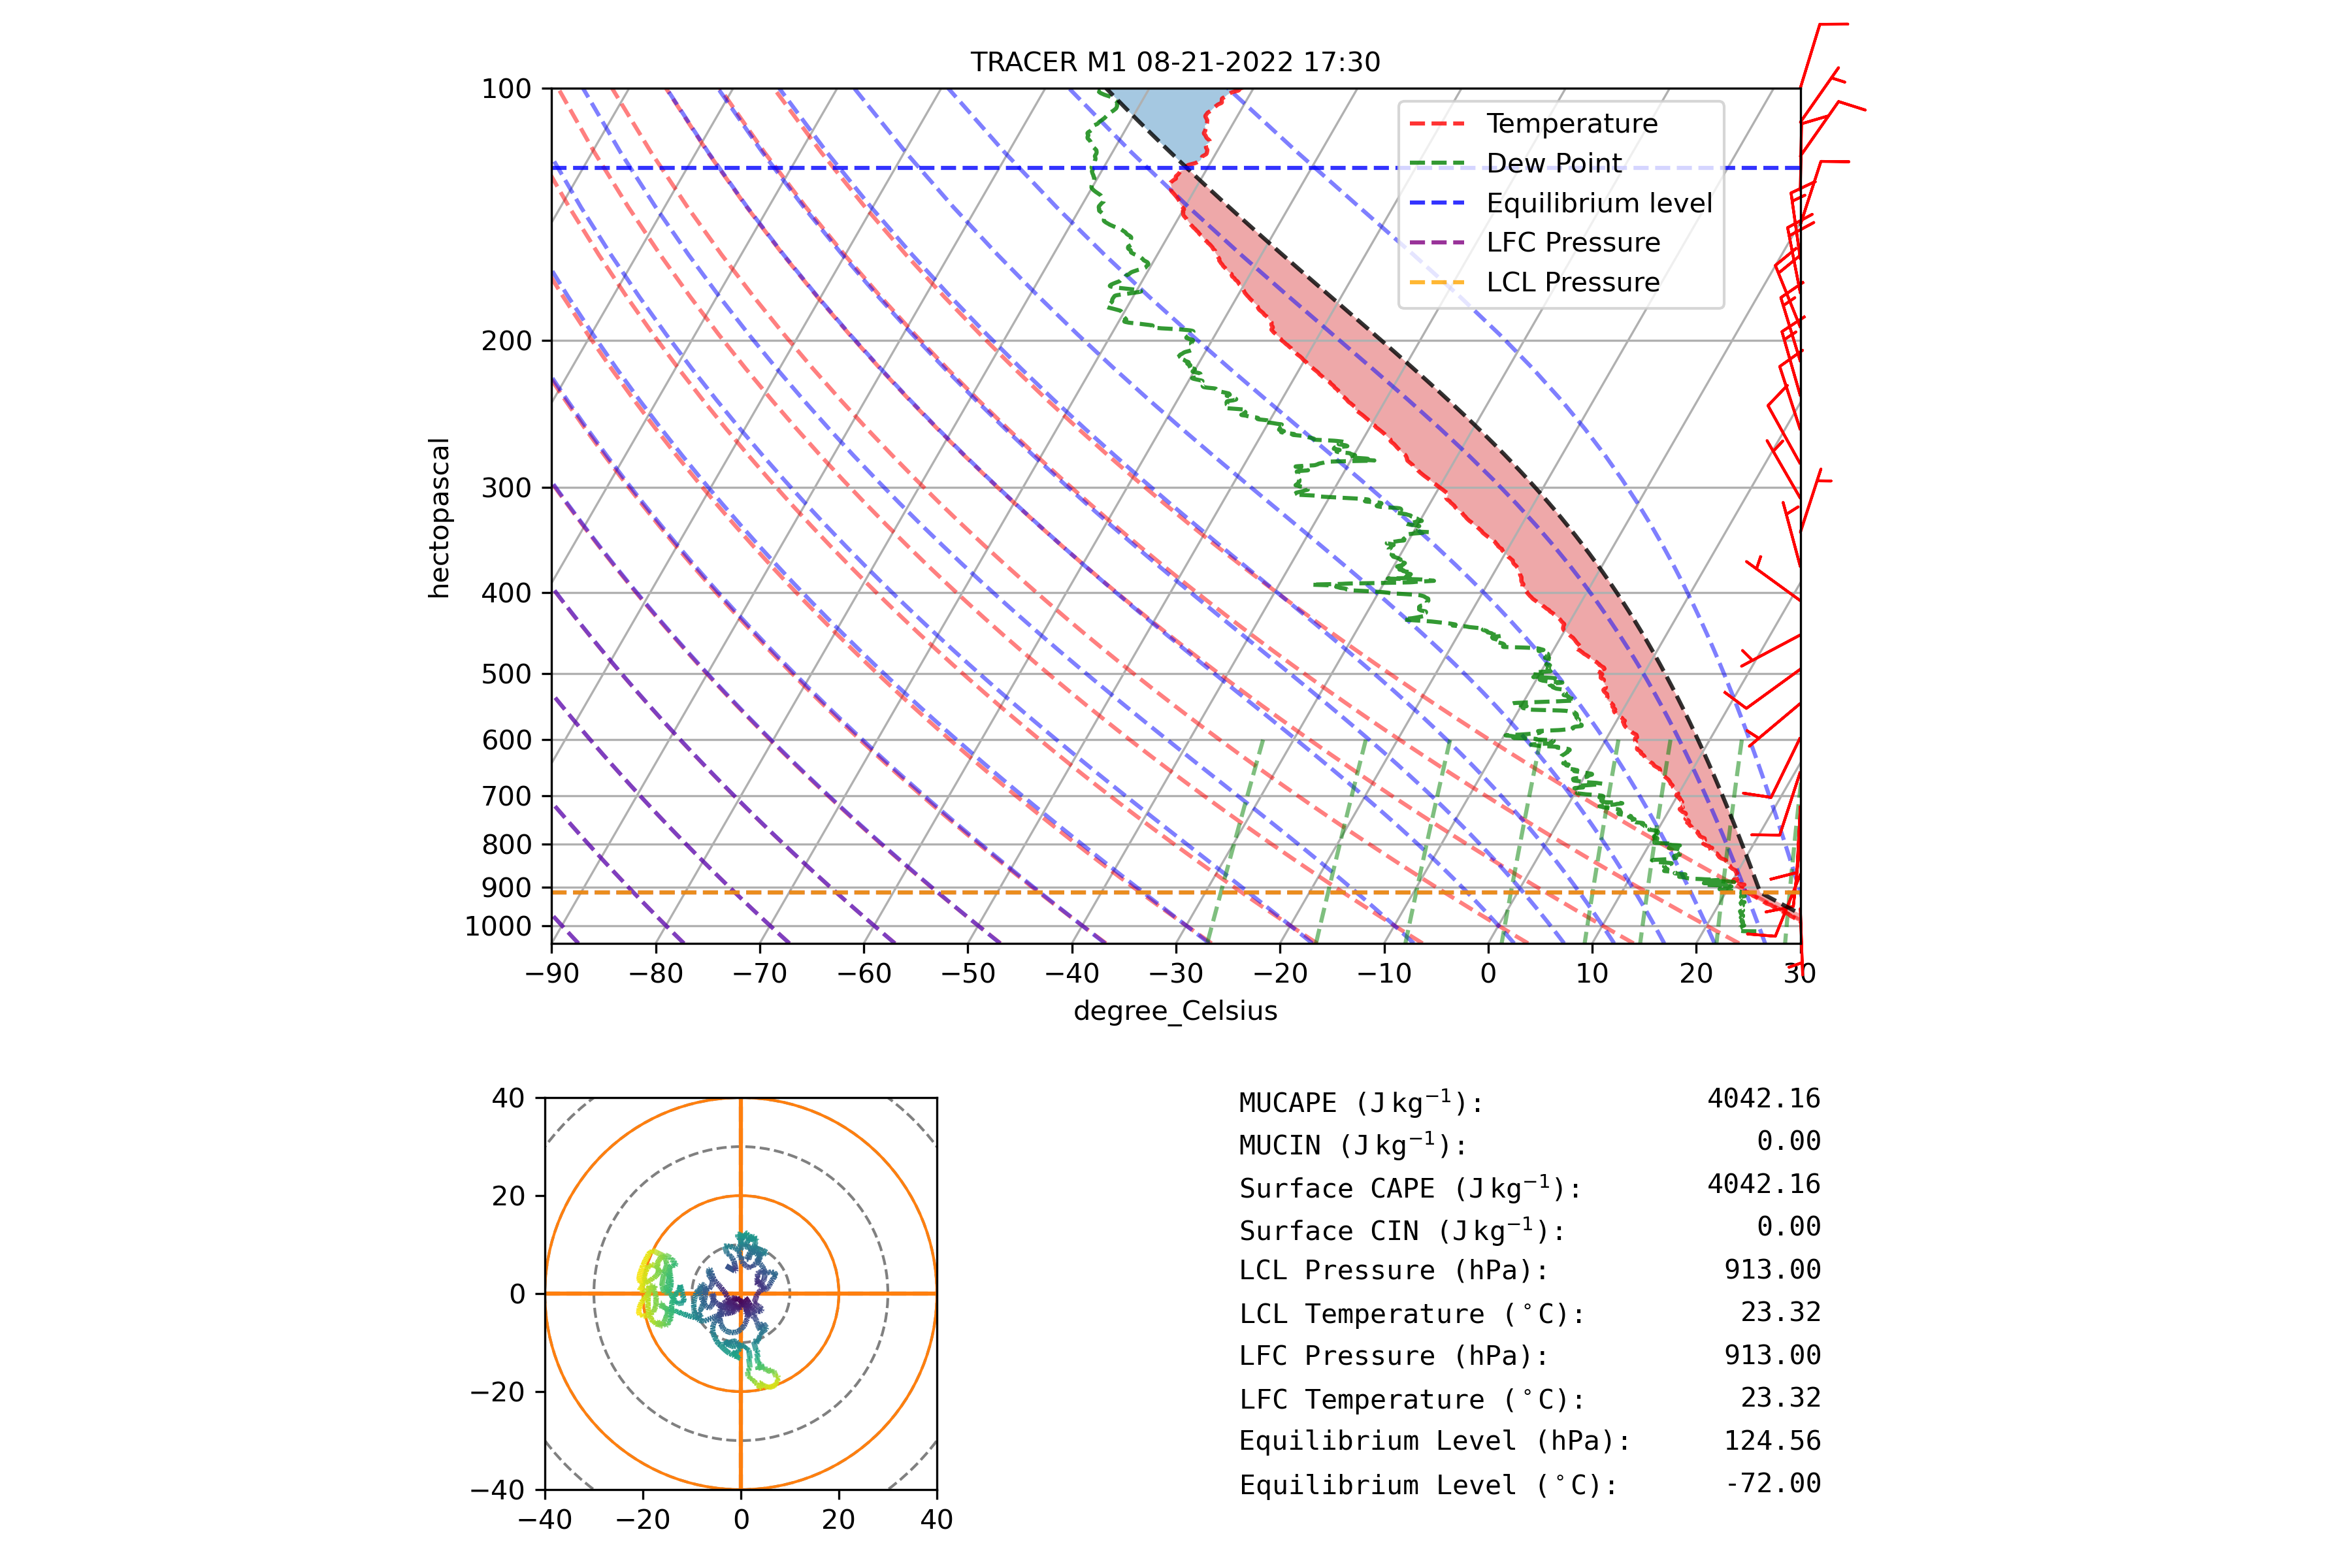 TRACER M1 08-21-2022 17:30
100
200
300
400
500
600
700
800
900
1000
hectopascal
Temperature
Dew Point
Equilibrium level
LFC Pressure
LCL Pressure
−90 −80 −70 −60 −50 −40 −30 −20 −10 0 10 20 30
degree_Celsius
40
20
0
−20
−40
−40 −20 0 20 40
MUCAPE (J kg⁻¹): 4042.16
MUCIN (J kg⁻¹): 0.00
Surface CAPE (J kg⁻¹): 4042.16
Surface CIN (J kg⁻¹): 0.00
LCL Pressure (hPa): 913.00
LCL Temperature (°C): 23.32
LFC Pressure (hPa): 913.00
LFC Temperature (°C): 23.32
Equilibrium Level (hPa): 124.56
Equilibrium Level (°C): -72.00